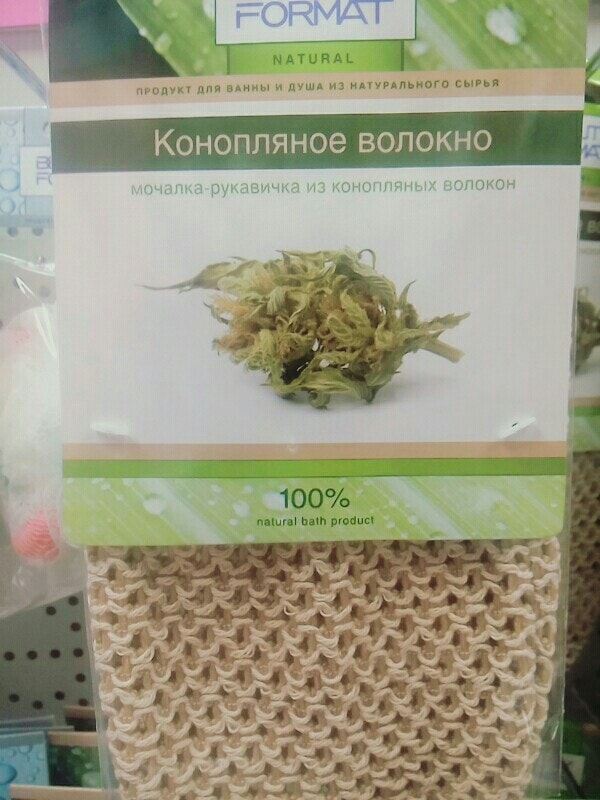 FORMAT
NATURAL
ПРОДУКТ ДЛЯ ВАННЫ И ДУША ИЗ НАТУРАЛЬНОГО СЫРЬЯ
Конопляное волокно
мочалка-рукавичка из конопляных волокон
100%
natural bath product